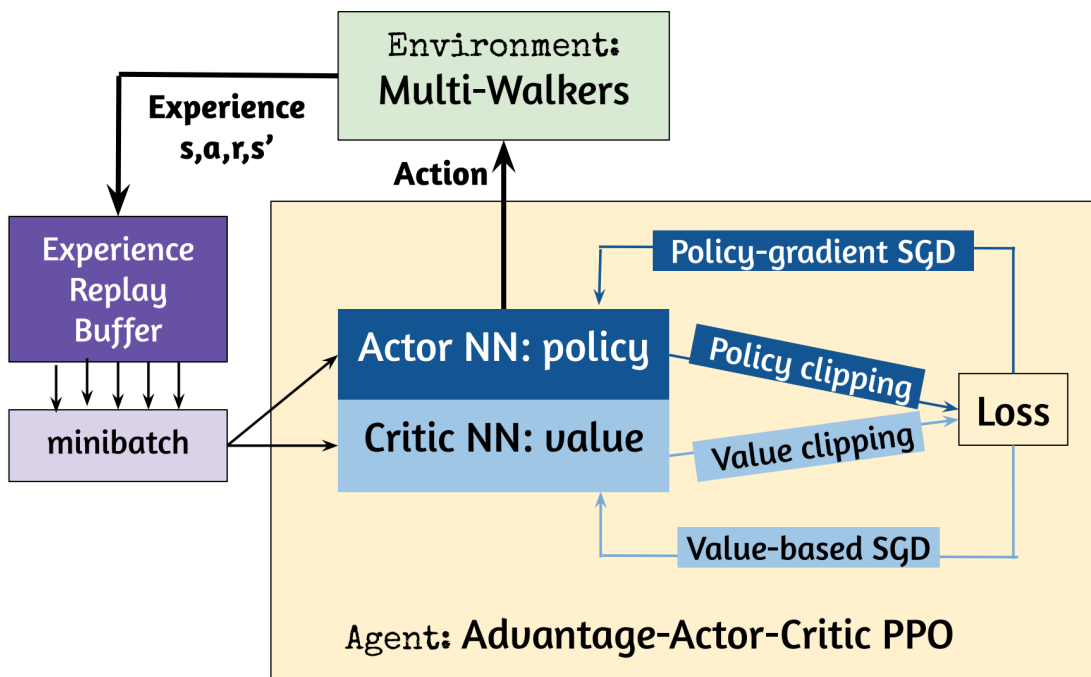 Environment:
Multi-Walkers
Experience
s,a,r,s’
Action
Experience
Replay
Buffer
minibatch
Policy-gradient SGD
Actor NN: policy
Policy clipping
Loss
Critic NN: value
Value clipping
Value-based SGD
Agent: Advantage-Actor-Critic PPO